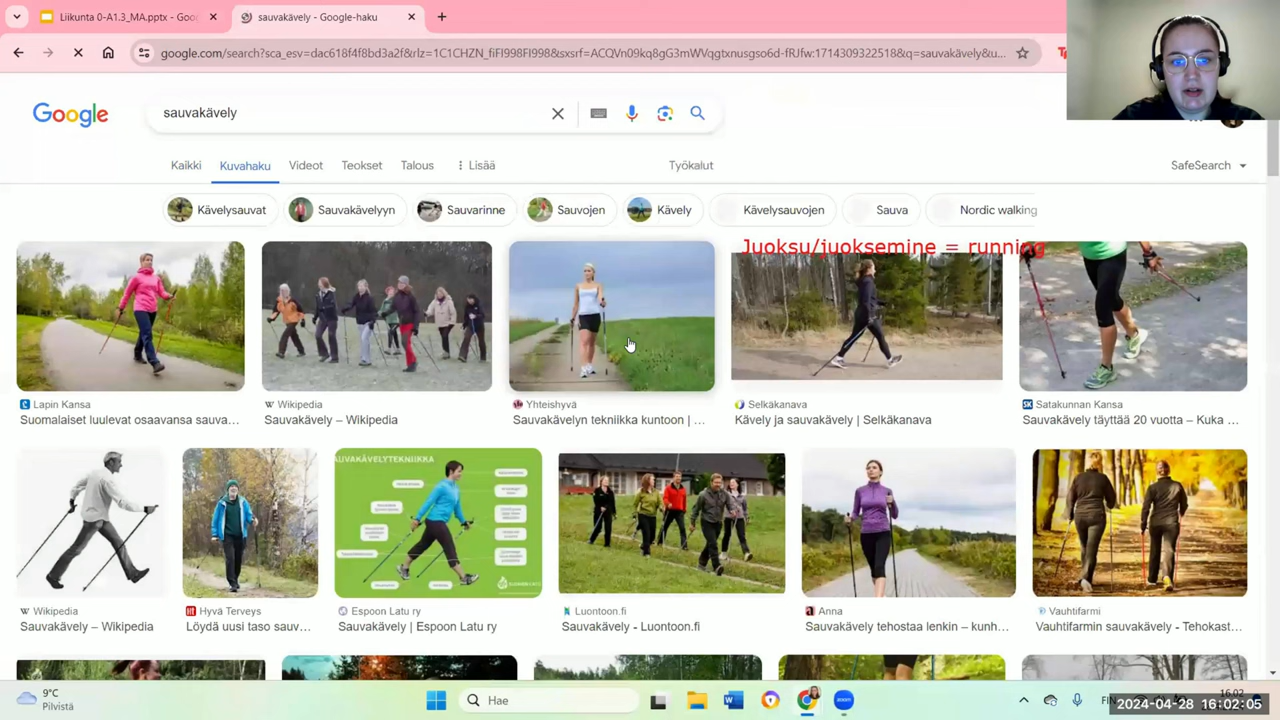 Liikunta 0-A1.3_MA.pptx - Goo
sauvakävely - Google-haku
google.com/search?sca_esv=dac618f4f8bd3a2f&rlz=1C1CHZN_fiFI998FI998&sxsrf=ACQVn09kq8gG3mWVqgtxnusgso6d-fRJfw:1714309322518&q=sauvakävely&u...
Google
sauvakävely
Kaikki
Kuvahaku
Videot
Teokset
Talous
Lisää
Työkalut
SafeSearch
Kävelysauvat
Sauvakävelyyn
Sauvarinne
Sauvojen
Kävely
Kävelysauvojen
Sauva
Nordic walking
Juoksu/juoksemine = running
Lapin Kansa
Suomalaiset luulevat osaavansa sauva...
Wikipedia
Sauvakävely – Wikipedia
Yhteishyvä
Sauvakävelyn tekniikka kuntoon | ...
Selkäkanava
Kävely ja sauvakävely | Selkäkanava
Satakunnan Kansa
Sauvakävely täyttää 20 vuotta – Kuka ...
SAUVAKÄVELYTEKNIIKKA
Wikipedia
Sauvakävely – Wikipedia
Hyvä Terveys
Löydä uusi taso sauv...
Espoon Latu ry
Sauvakävely | Espoon Latu ry
Luontoon.fi
Sauvakävely - Luontoon.fi
Anna
Sauvakävely tehostaa lenkin – kunh...
Vauhtifarmi
Vauhtifarmin sauvakävely - Tehokast...
9°C
Pilvistä
Hae
zoom
FIN
16.02
2024-04-28 16:02:05